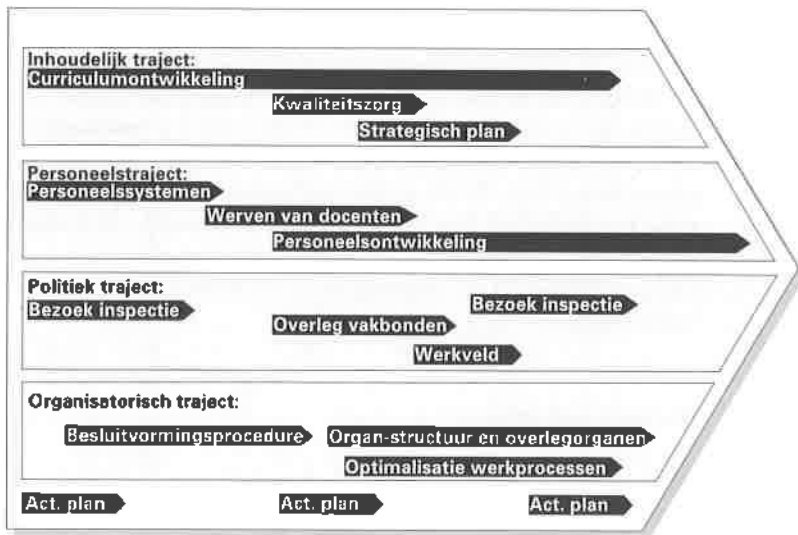 Inhoudelijk traject:
Curriculumontwikkeling
Kwaliteitszorg
Strategisch plan
Personeelstraject:
Personeelssystemen
Werven van docenten
Personeelsontwikkeling
Politiek traject:
Bezoek inspectie
Bezoek inspectie
Overleg vakbonden
Werkveld
Organisatorisch traject:
Besluitvormingsprocedure
Organ-structuur en overlegorganen
Optimalisatie werkprocessen
Act. plan
Act. plan
Act. plan